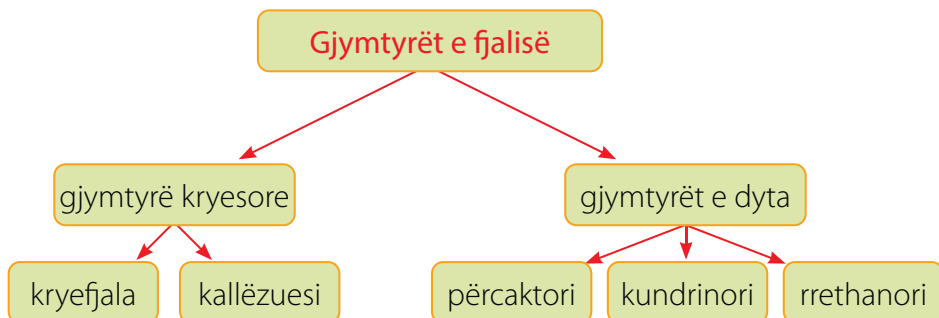 Gjymtyrët e fjalisë
gjymtyrë kryesore
gjymtyrët e dyta
kryefjala
kallëzuesi
përcaktori
kundrinori
rrethanori